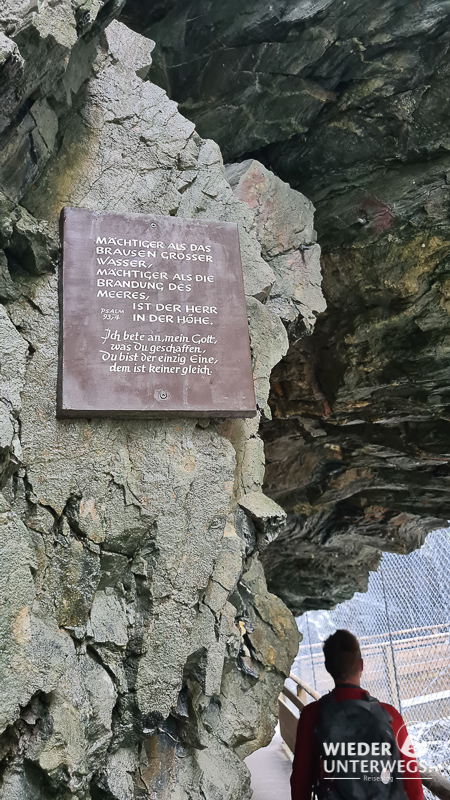 MÄCHTIGER ALS DAS
BRAUSEN GROSSER
WASSER,
MÄCHTIGER ALS DIE
BRANDUNG DES
MEERES,
PSALM
93,4
IST DER HERR
IN DER HÖHE.
Ich bete an, mein Gott,
was Du geschaffen,
Du bist der einzig Eine,
dem ist keiner gleich.
WIEDER
UNTERWEGS
Reiseblog